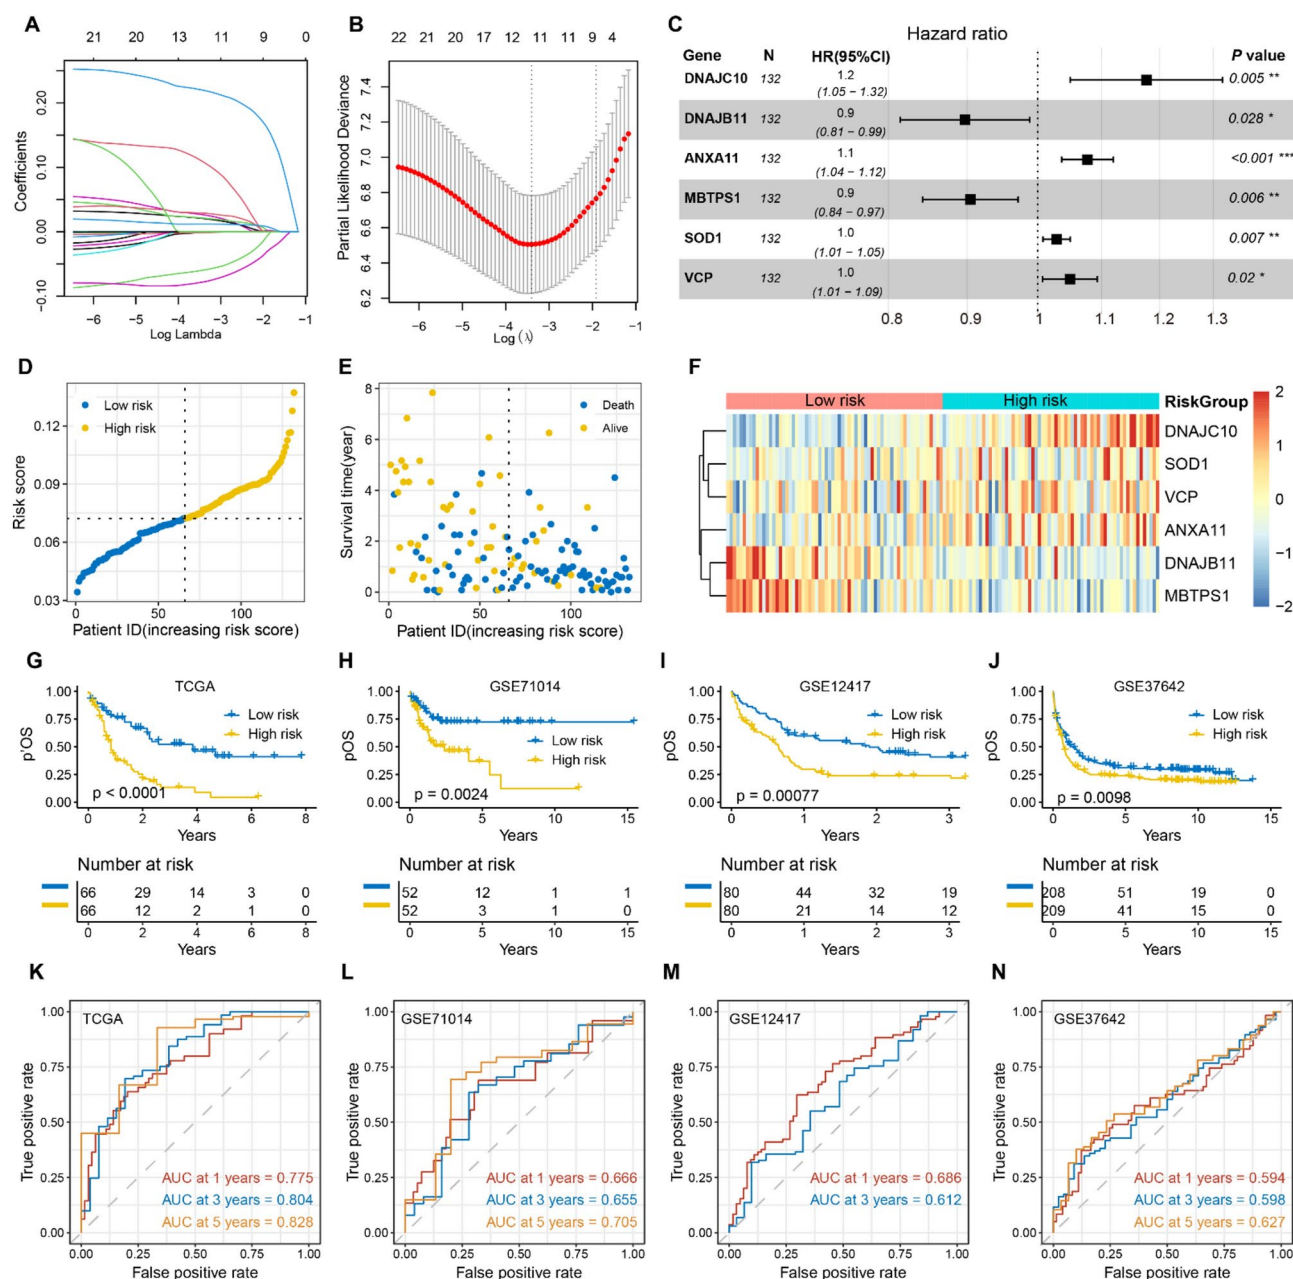 A
21 20 13 11 9 0
Coefficients
0.20
0.10
0.00
−0.10
−6 −5 −4 −3 −2 −1
Log Lambda
B
22 21 20 17 12 11 11 9 4
Partial Likelihood Deviance
7.4
7.2
7.0
6.8
6.6
6.4
6.2
−6 −5 −4 −3 −2 −1
Log (λ)
C
Hazard ratio
Gene N HR(95%CI) P value
DNAJC10 132 1.2 (1.05 − 1.32) 0.005 **
DNAJB11 132 0.9 (0.81 − 0.99) 0.028 *
ANXA11 132 1.1 (1.04 − 1.12) <0.001 ***
MBTPS1 132 0.9 (0.84 − 0.97) 0.006 **
SOD1 132 1.0 (1.01 − 1.05) 0.007 **
VCP 132 1.0 (1.01 − 1.09) 0.02 *
0.8 0.9 1 1.1 1.2 1.3
D
Low risk
High risk
Risk score
0.12
0.09
0.06
0.03
0 50 100
Patient ID(increasing risk score)
E
Death
Alive
Survival time(year)
8
6
4
2
0
0 50 100
Patient ID(increasing risk score)
F
Low risk High risk RiskGroup
DNAJC10
SOD1
VCP
ANXA11
DNAJB11
MBTPS1
2
1
0
−1
−2
G
TCGA
p'OS
1.00
0.75
0.50
0.25
0.00
Low risk
High risk
p < 0.0001
0 2 4 6 8
Years
Number at risk
66 29 14 3 0
66 12 2 1 0
0 2 4 6 8
Years
H
GSE71014
pOS
1.00
0.75
0.50
0.25
0.00
Low risk
High risk
p = 0.0024
0 5 10 15
Years
Number at risk
52 12 1 1
52 3 1 0
0 5 10 15
Years
I
GSE12417
pOS
1.00
0.75
0.50
0.25
0.00
Low risk
High risk
p = 0.00077
0 1 2 3
Years
Number at risk
80 44 32 19
80 21 14 12
0 1 2 3
Years
J
GSE37642
pOS
1.00
0.75
0.50
0.25
0.00
Low risk
High risk
p = 0.0098
0 5 10 15
Years
Number at risk
208 51 19 0
209 41 15 0
0 5 10 15
Years
K
TCGA
True positive rate
1.00
0.75
0.50
0.25
0.00
AUC at 1 years = 0.775
AUC at 3 years = 0.804
AUC at 5 years = 0.828
0.00 0.25 0.50 0.75 1.00
False positive rate
L
GSE71014
True positive rate
1.00
0.75
0.50
0.25
0.00
AUC at 1 years = 0.666
AUC at 3 years = 0.655
AUC at 5 years = 0.705
0.00 0.25 0.50 0.75 1.00
False positive rate
M
GSE12417
True positive rate
1.00
0.75
0.50
0.25
0.00
AUC at 1 years = 0.686
AUC at 3 years = 0.612
0.00 0.25 0.50 0.75 1.00
False positive rate
N
GSE37642
True positive rate
1.00
0.75
0.50
0.25
0.00
AUC at 1 years = 0.594
AUC at 3 years = 0.598
AUC at 5 years = 0.627
0.00 0.25 0.50 0.75 1.00
False positive rate